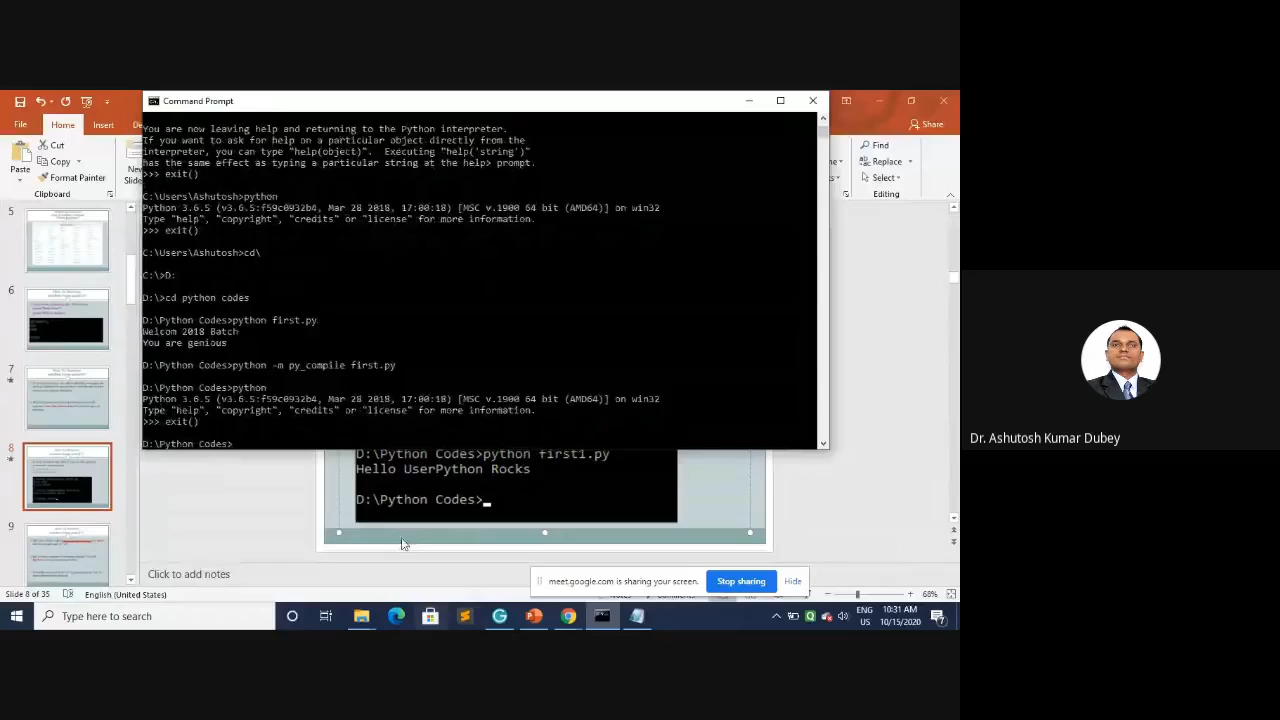 Command Prompt
File
Home
Insert
De
Share
Paste
Cut
Copy
Format Painter
Clipboard
New
Slid
Find
Replace
Select
Editing
You are now leaving help and returning to the Python interpreter.
If you want to ask for help on a particular object directly from the
interpreter, you can type "help(object)". Executing "help('string')"
has the same effect as typing a particular string at the help> prompt.
>>> exit()
C:\Users\Ashutosh>python
Python 3.6.5 (v3.6.5:f59c0932b4, Mar 28 2018, 17:00:18) [MSC v.1900 64 bit (AMD64)] on win32
Type "help", "copyright", "credits" or "license" for more information.
>>> exit()
C:\Users\Ashutosh>cd\
C:\>D:
D:\>cd python codes
D:\Python Codes>python first.py
Welcom 2018 Batch
You are genious
D:\Python Codes>python -m py_compile first.py
D:\Python Codes>python
Python 3.6.5 (v3.6.5:f59c0932b4, Mar 28 2018, 17:00:18) [MSC v.1900 64 bit (AMD64)] on win32
Type "help", "copyright", "credits" or "license" for more information.
>>> exit()
D:\Python Codes>
5
6
7
8
9
D:\Python Codes>python first1.py
Hello UserPython Rocks
D:\Python Codes>
Click to add notes
meet.google.com is sharing your screen.
Stop sharing
Hide
Slide 8 of 35
English (United States)
68%
Type here to search
ENG
US
10:31 AM
10/15/2020
7
Dr. Ashutosh Kumar Dubey